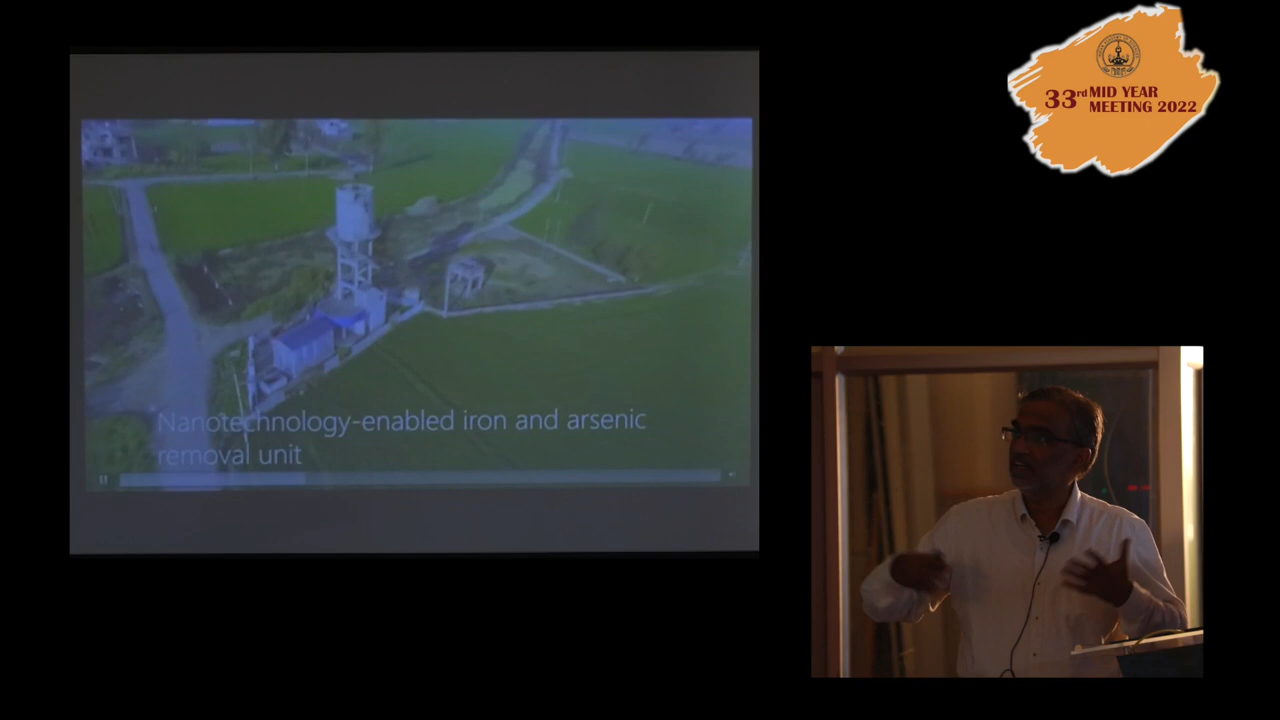 33rd MID YEAR
MEETING 2022
Nanotechnology-enabled iron and arsenic
removal unit